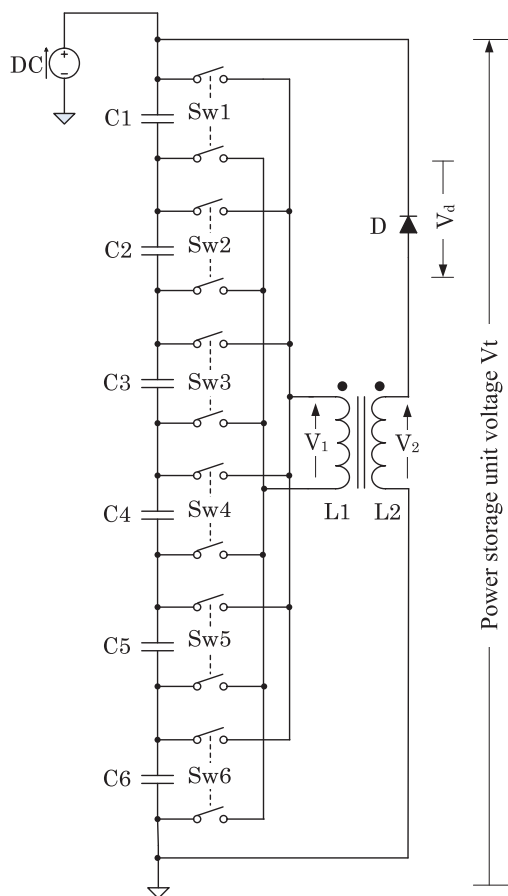 DC
+
−
C1
Sw1
C2
Sw2
C3
Sw3
C4
Sw4
C5
Sw5
C6
Sw6
D
Vd
V1
V2
L1
L2
Power storage unit voltage Vt